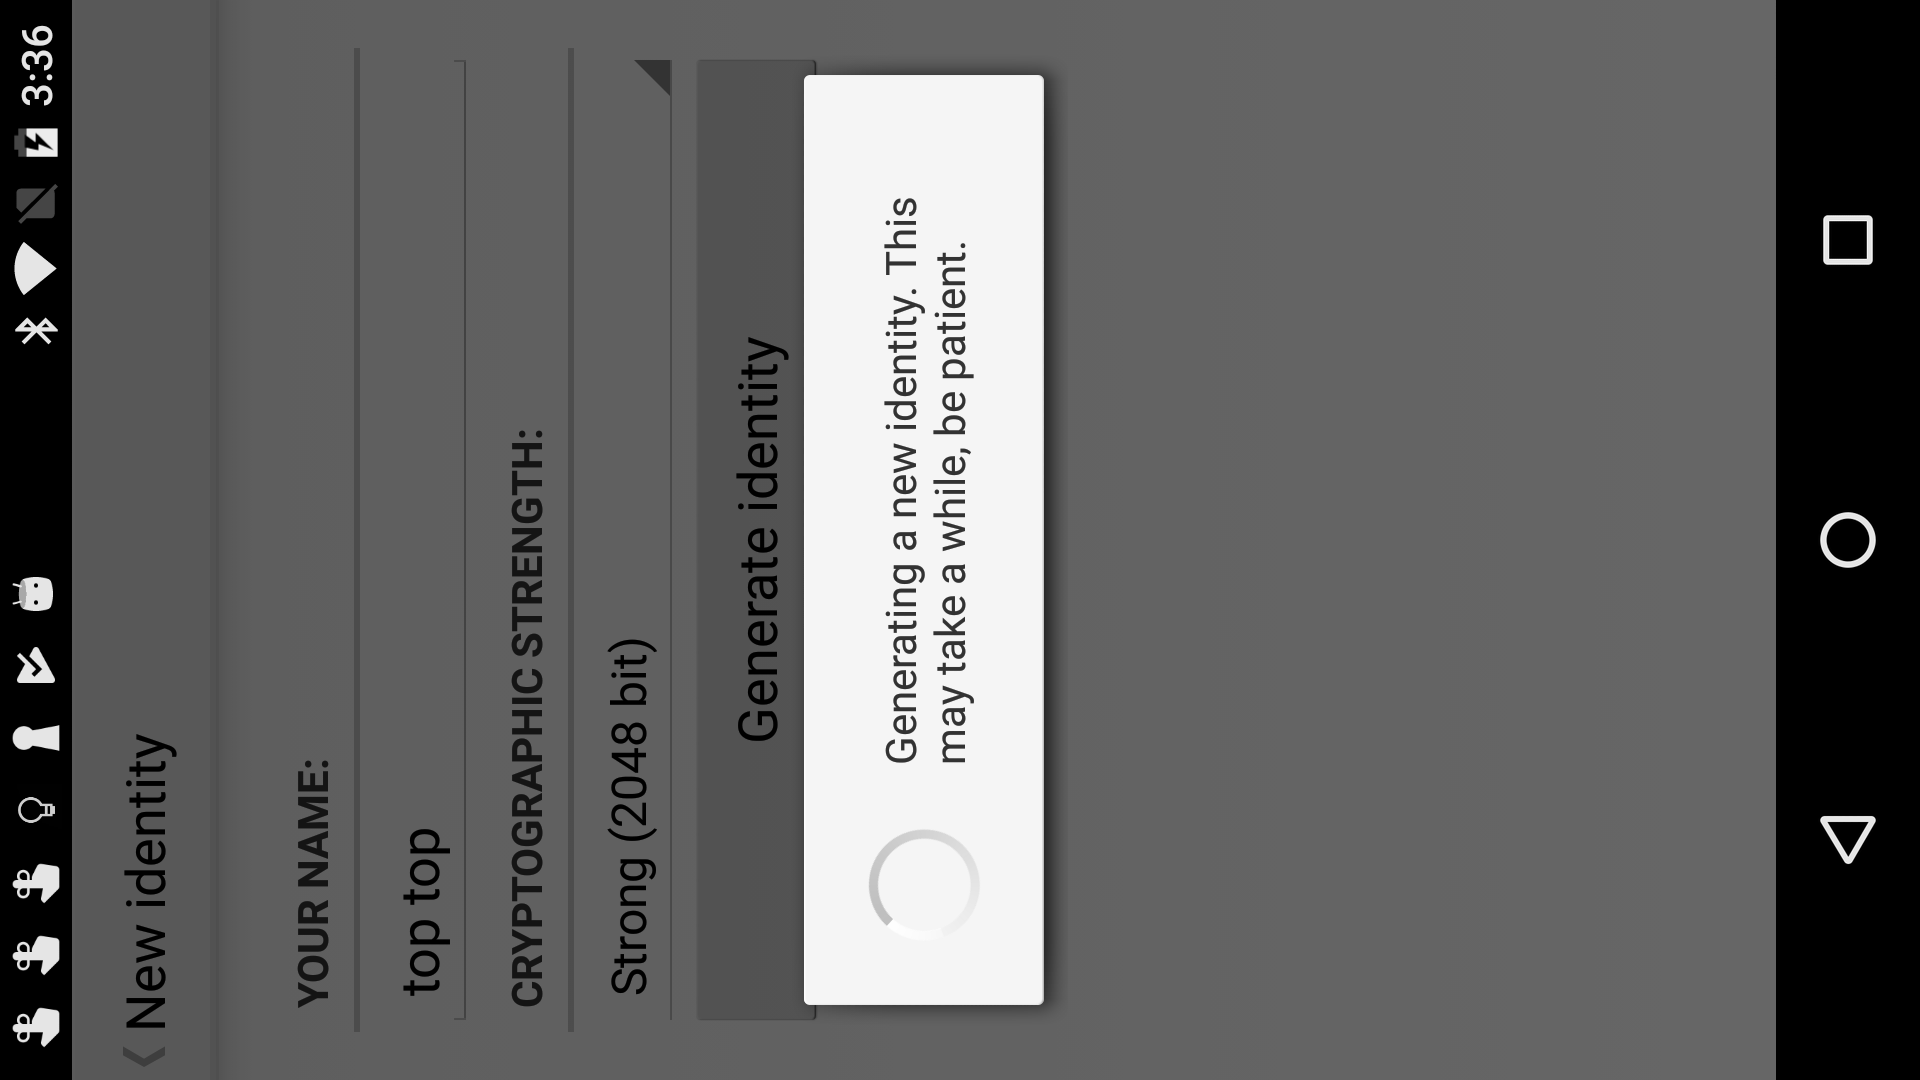 3:36
New identity
YOUR NAME:
top top
CRYPTOGRAPHIC STRENGTH:
Strong (2048 bit)
Generate identity
Generating a new identity. This
may take a while, be patient.